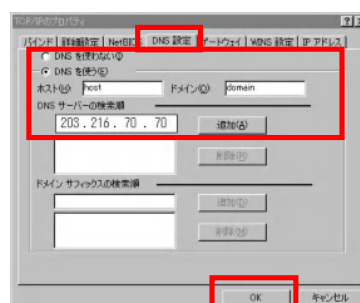 TCP/IPのプロパティ
バインド 詳細設定 NetBIOS DNS 設定 ゲートウェイ WINS 設定 IP アドレス
DNS を使わない(I)
DNS を使う(E)
ホスト(H): host ドメイン(O): domain
DNS サーバーの検索順
203 . 216 . 70 . 70 追加(A)
削除(R)
ドメイン サフィックスの検索順
追加(D)
削除(M)
OK キャンセル